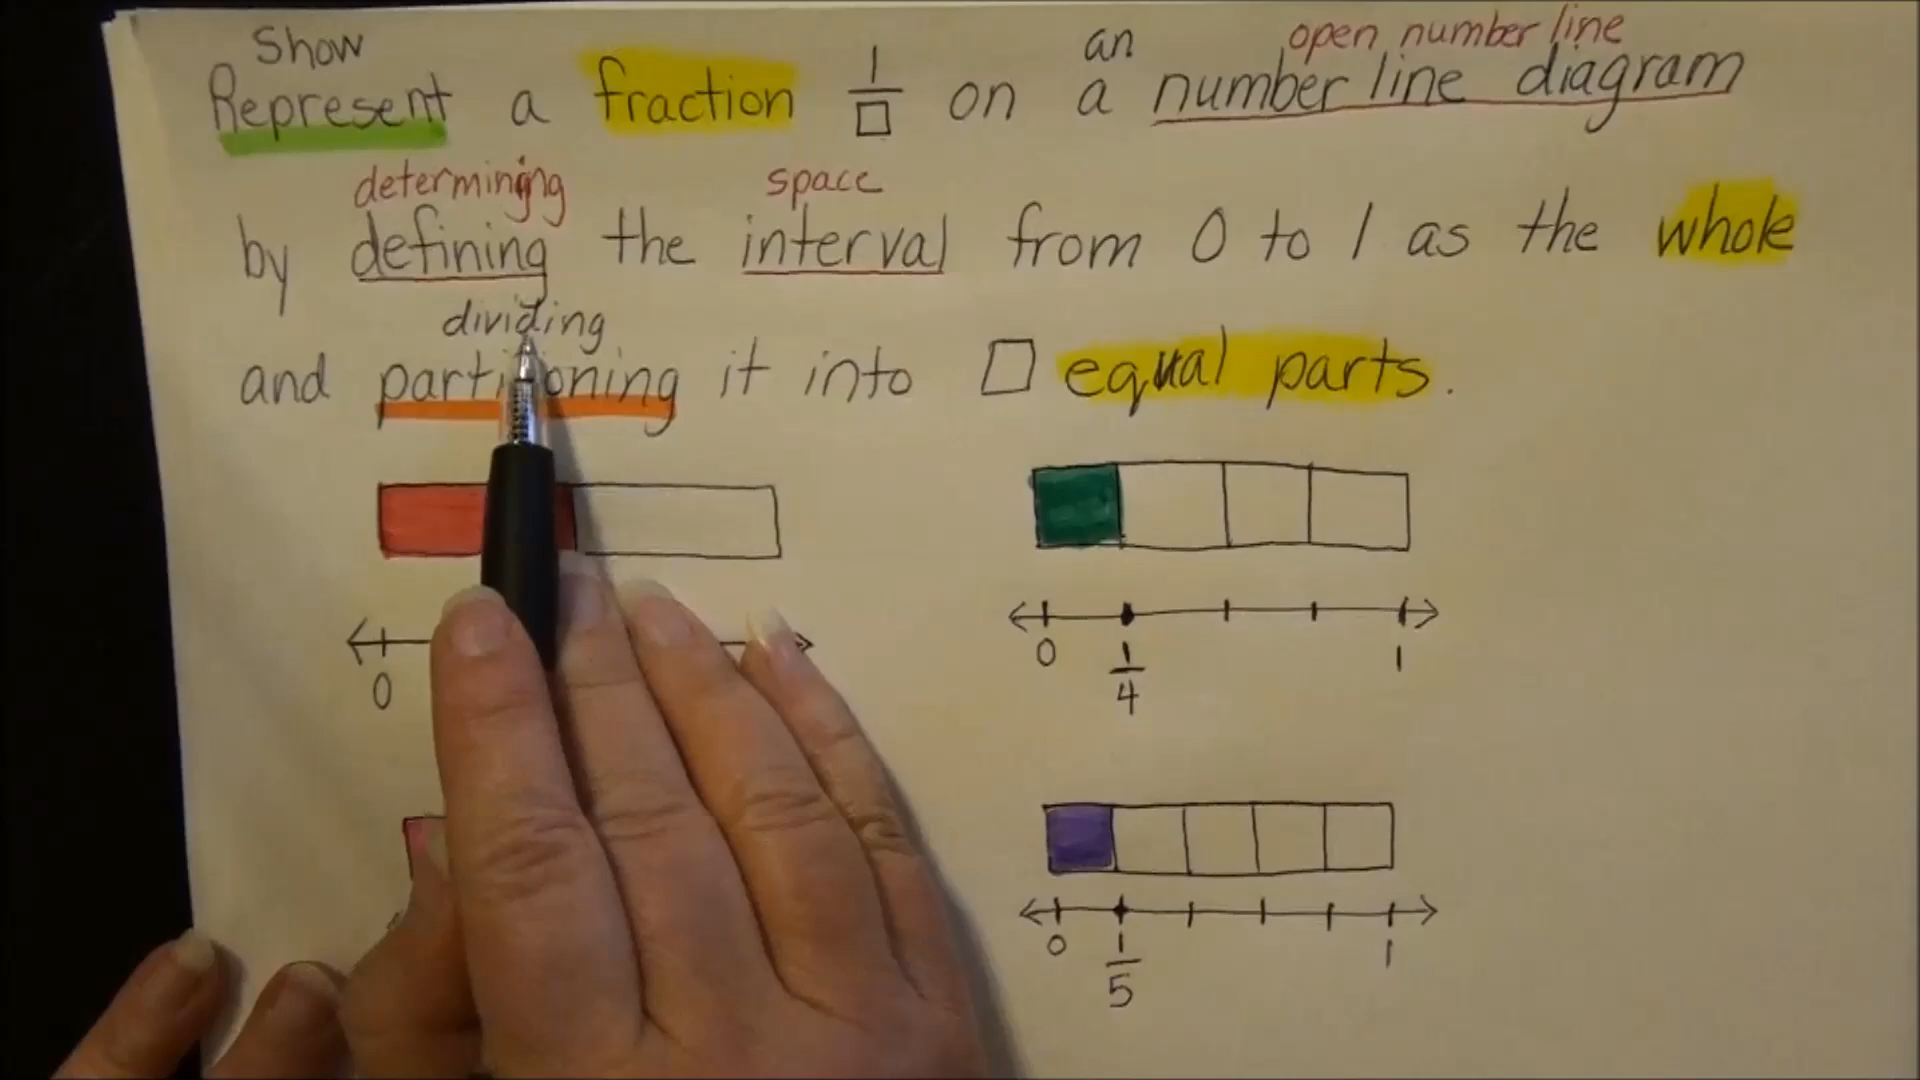 Show an open number line
Represent a fraction 1/□ on a number line diagram
determining space
by defining the interval from 0 to 1 as the whole
dividing
and partitioning it into □ equal parts.
0 1/4 1
0
0 1/5 1